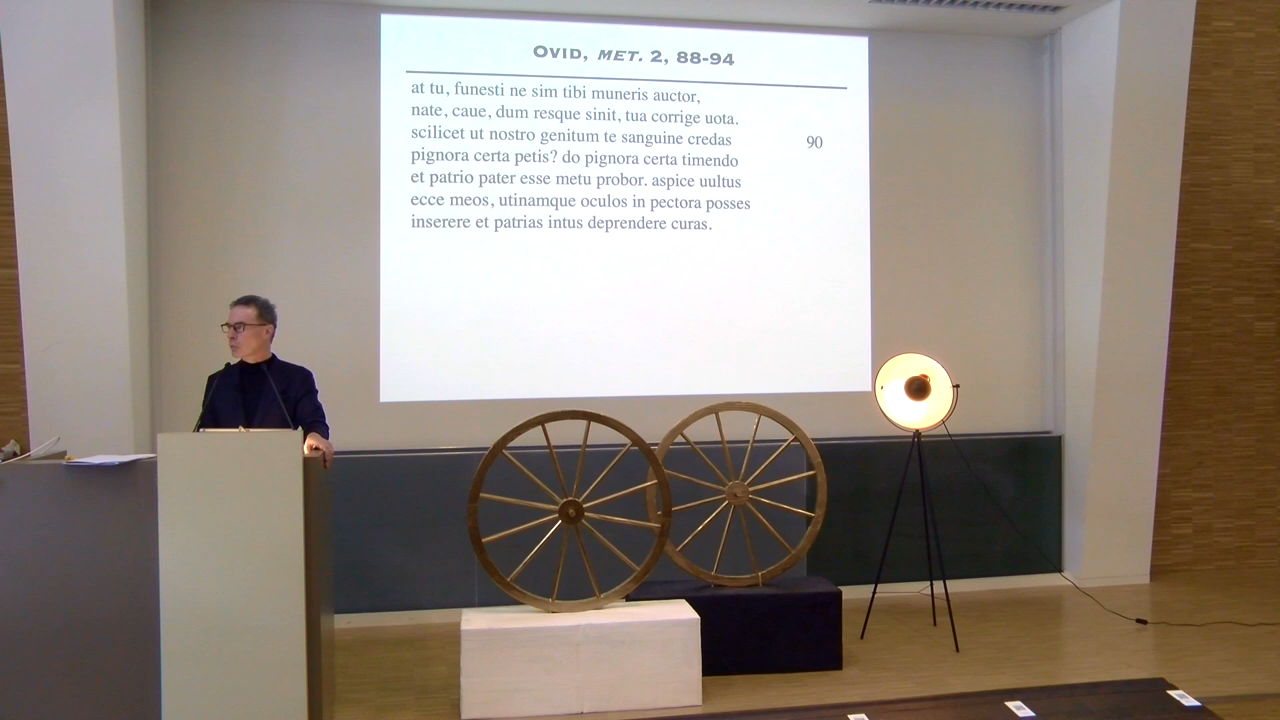 OVID, MET. 2, 88-94
at tu, funesti ne sim tibi muneris auctor,
nate, caue, dum resque sinit, tua corrige uota.
scilicet ut nostro genitum te sanguine credas 90
pignora certa petis? do pignora certa timendo
et patrio pater esse metu probor. aspice uultus
ecce meos, utinamque oculos in pectora posses
inserere et patrias intus deprendere curas.